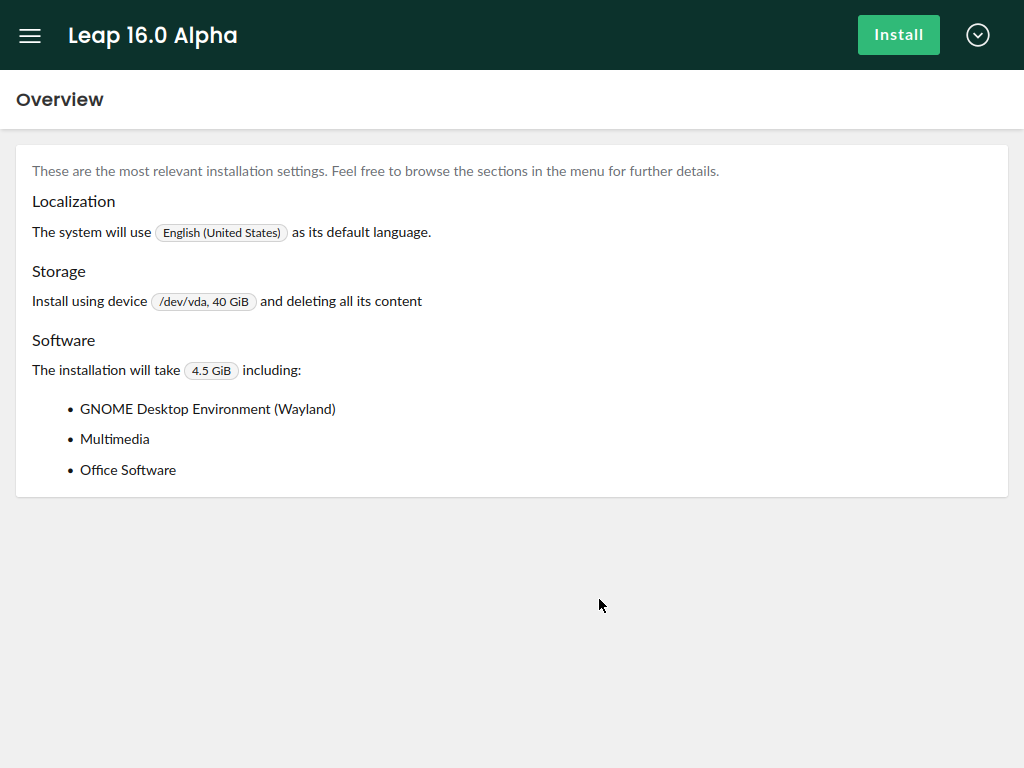 Leap 16.0 Alpha
Install
Overview
These are the most relevant installation settings. Feel free to browse the sections in the menu for further details.
Localization
The system will use English (United States) as its default language.
Storage
Install using device /dev/vda, 40 GiB and deleting all its content
Software
The installation will take 4.5 GiB including:
• GNOME Desktop Environment (Wayland)
• Multimedia
• Office Software